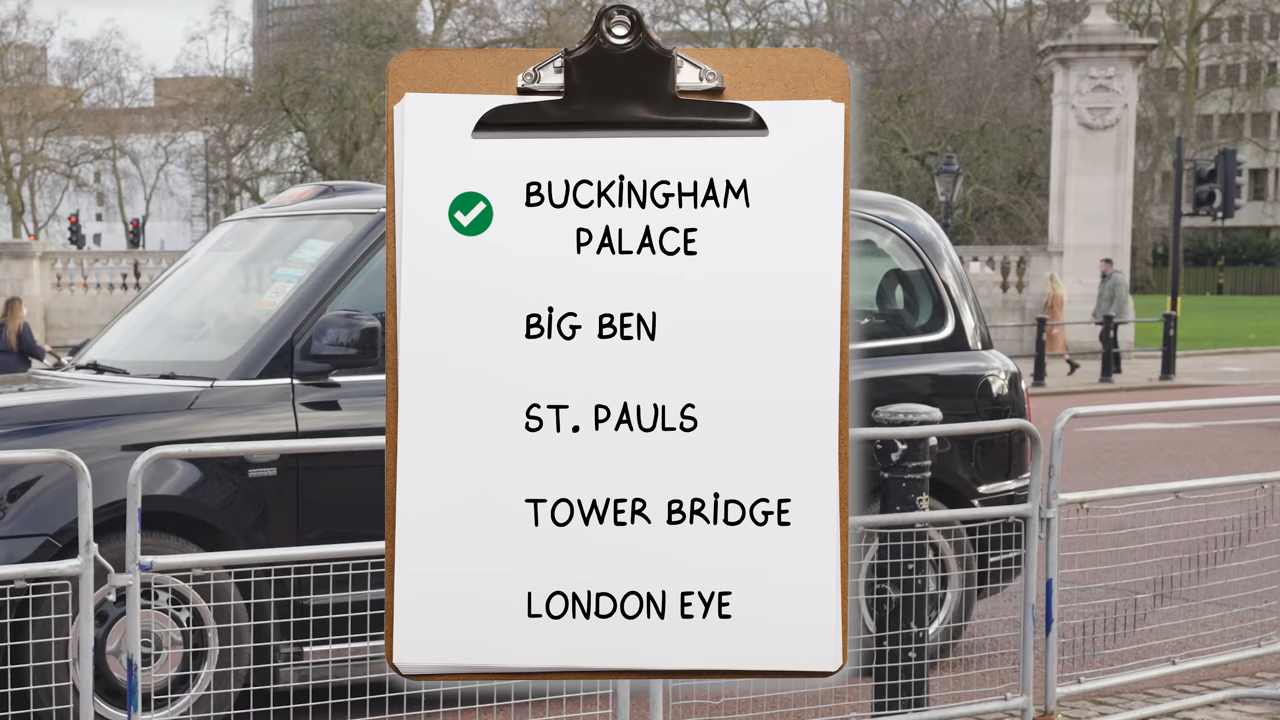 BUCKINGHAM
PALACE
BIG BEN
ST. PAULS
TOWER BRIDGE
LONDON EYE